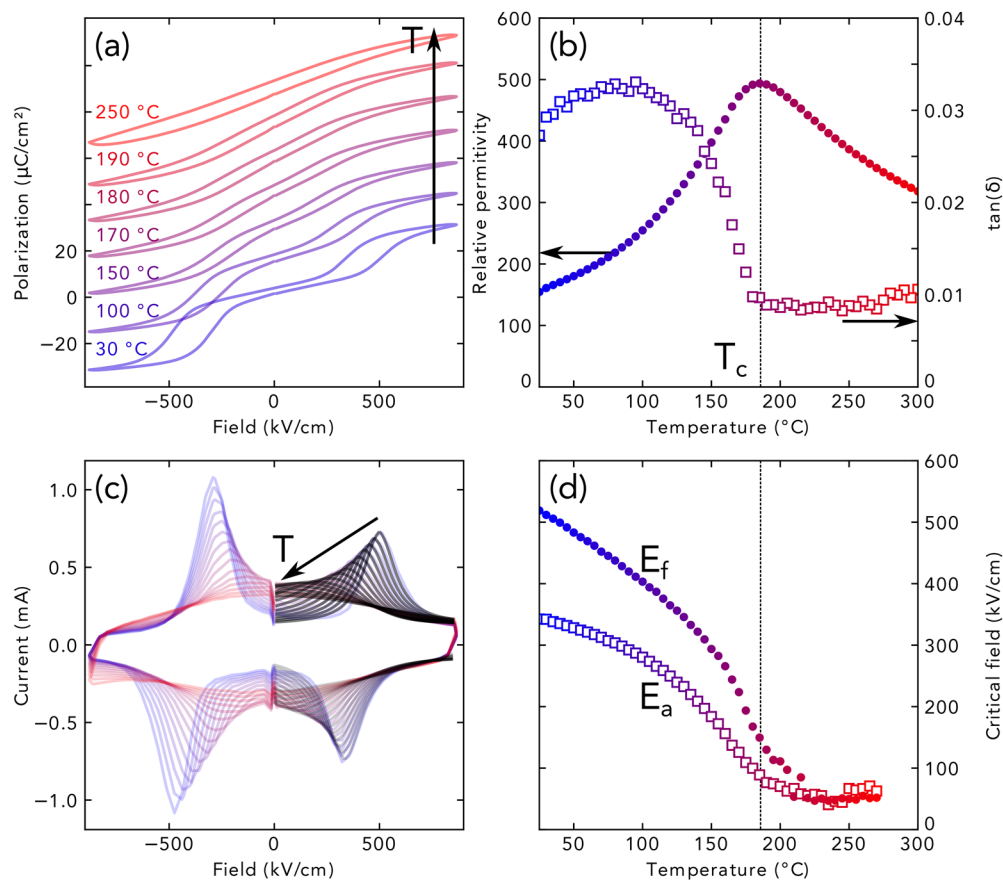 (a)
T
250 °C
190 °C
180 °C
170 °C
150 °C
100 °C
30 °C
20
0
−20
Polarization (µC/cm²)
−500 0 500
Field (kV/cm)
(b)
600
500
400
300
200
100
0
Relative permitivity
0.04
0.03
0.02
0.01
0
tan(δ)
T_c
50 100 150 200 250 300
Temperature (°C)
(c)
T
1.0
0.5
0.0
−0.5
−1.0
Current (mA)
−500 0 500
Field (kV/cm)
(d)
E_f
E_a
600
500
400
300
200
100
0
Critical field (kV/cm)
50 100 150 200 250 300
Temperature (°C)